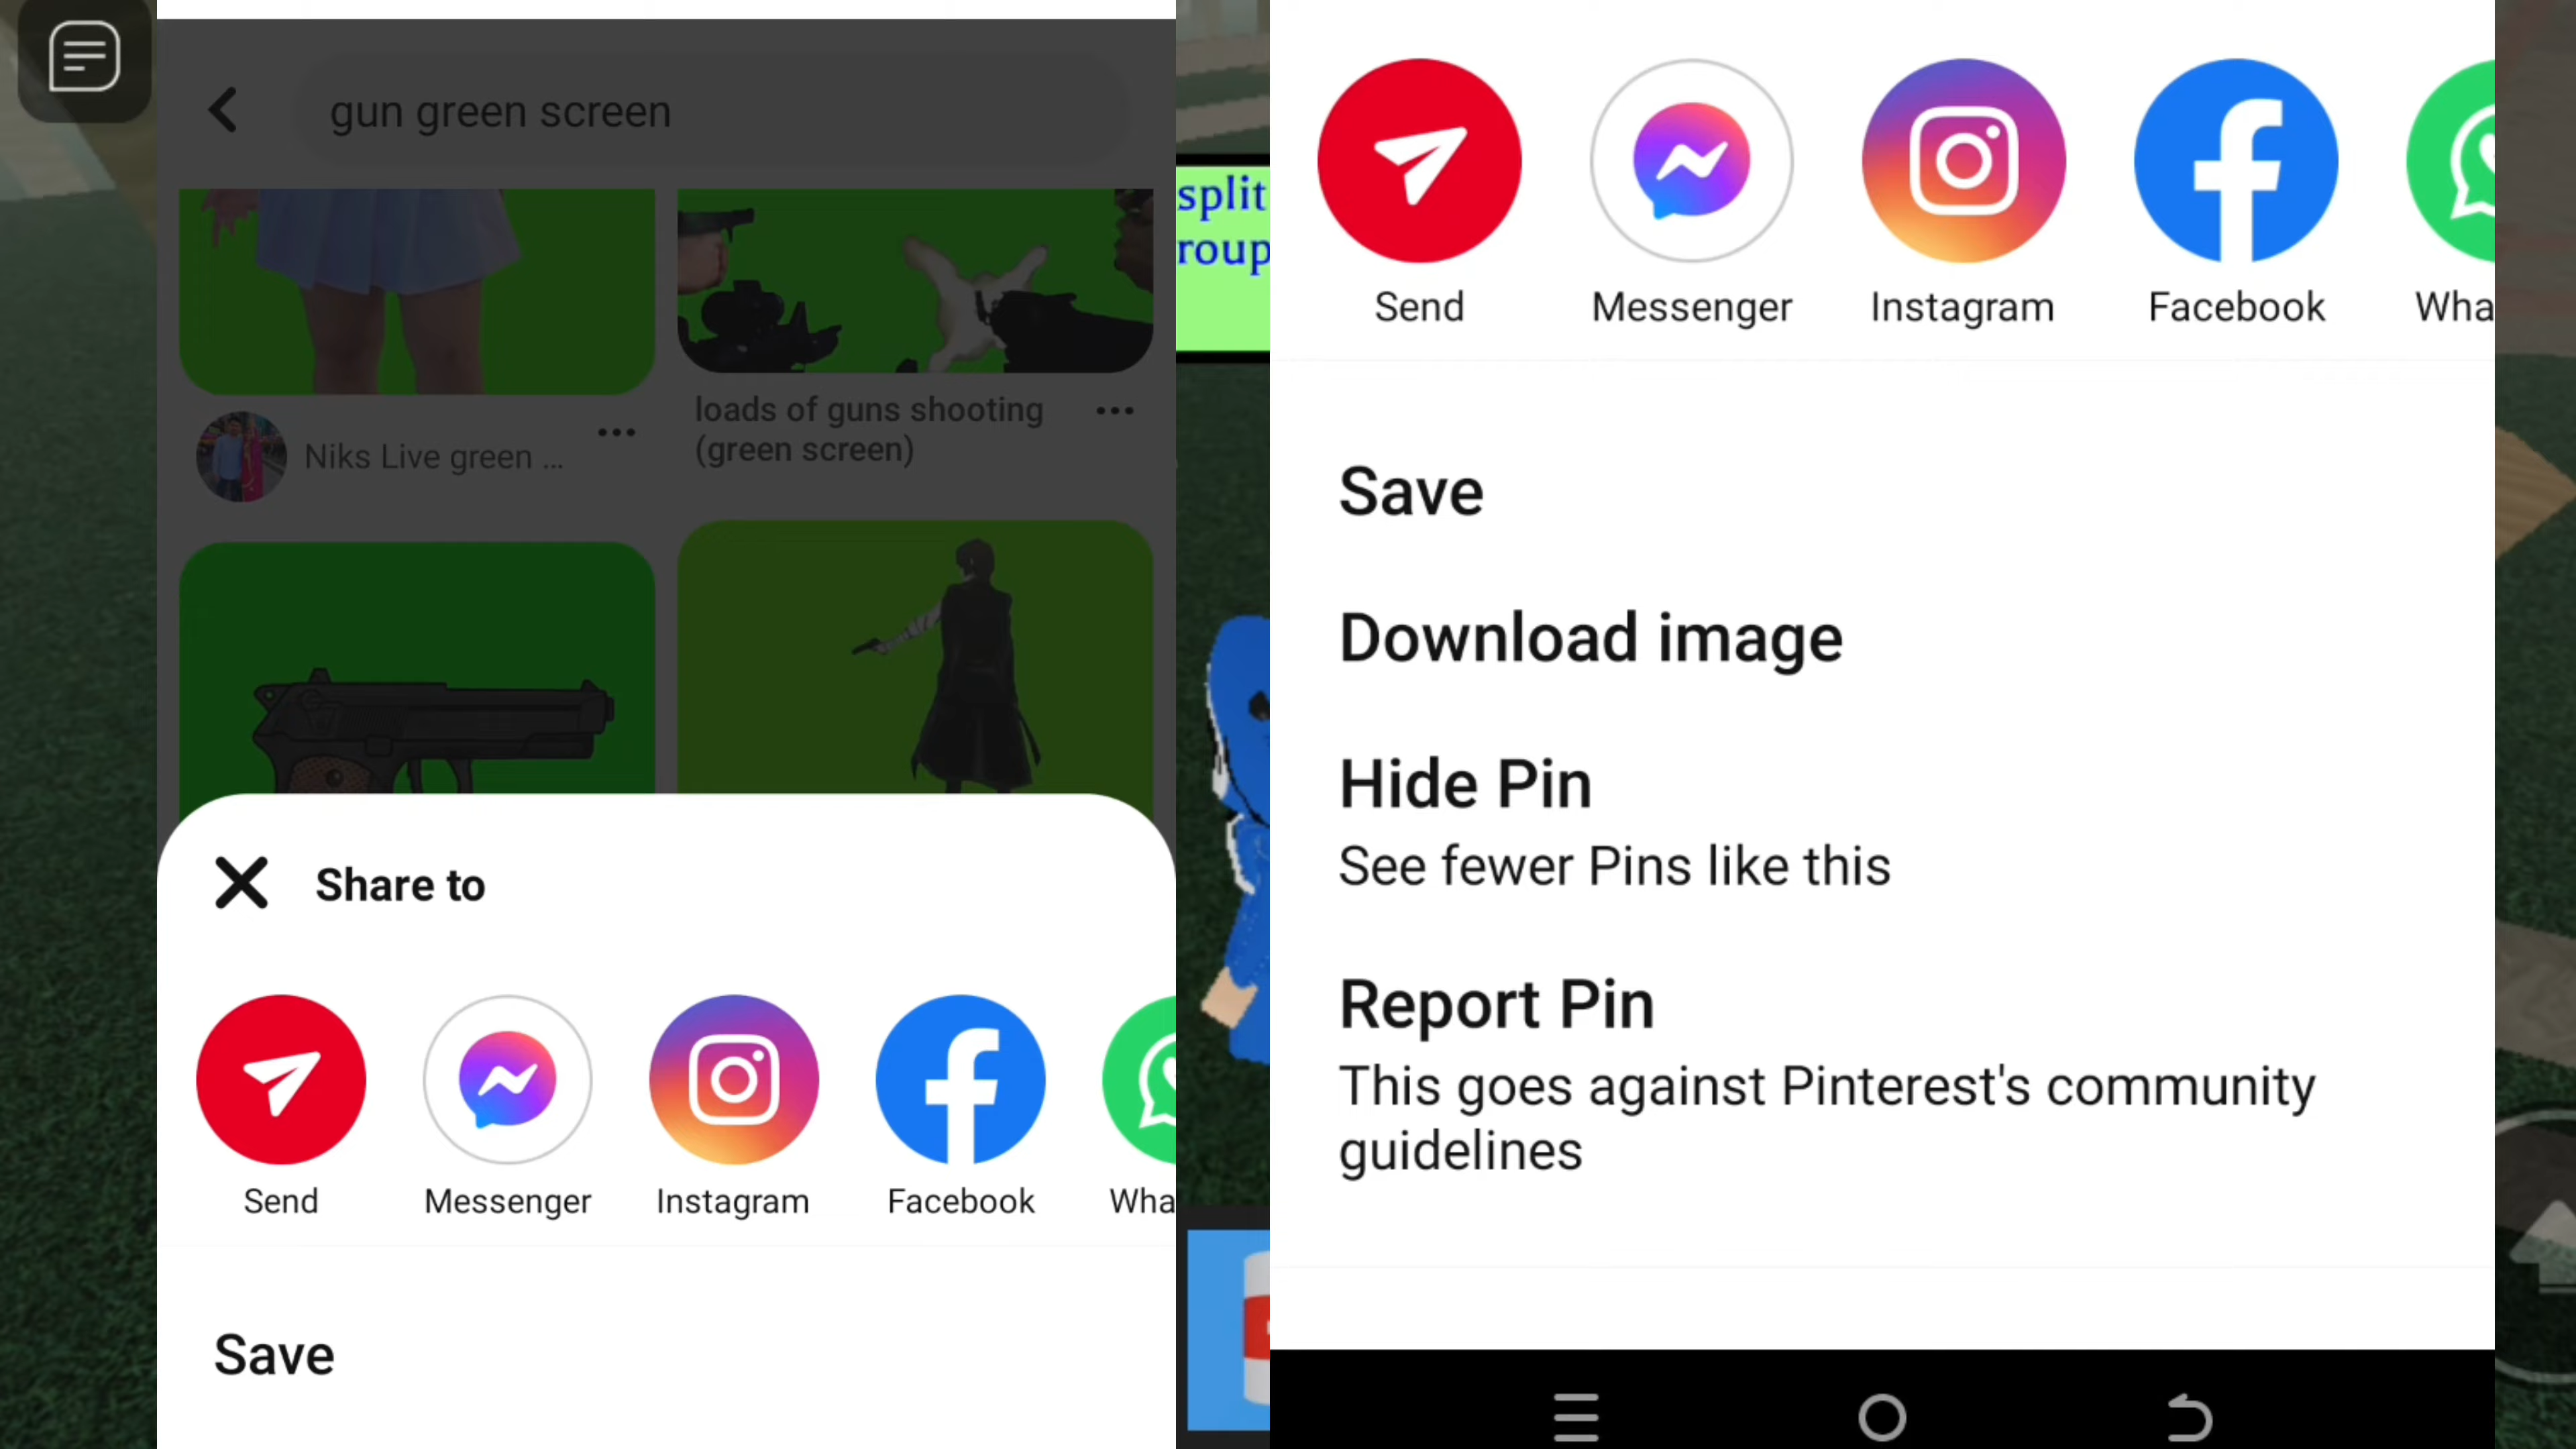 gun green screen
Niks Live green ...
loads of guns shooting
(green screen)
Share to
Send
Messenger
Instagram
Facebook
Wha
Save
split
roup
Send
Messenger
Instagram
Facebook
Wha
Save
Download image
Hide Pin
See fewer Pins like this
Report Pin
This goes against Pinterest's community
guidelines